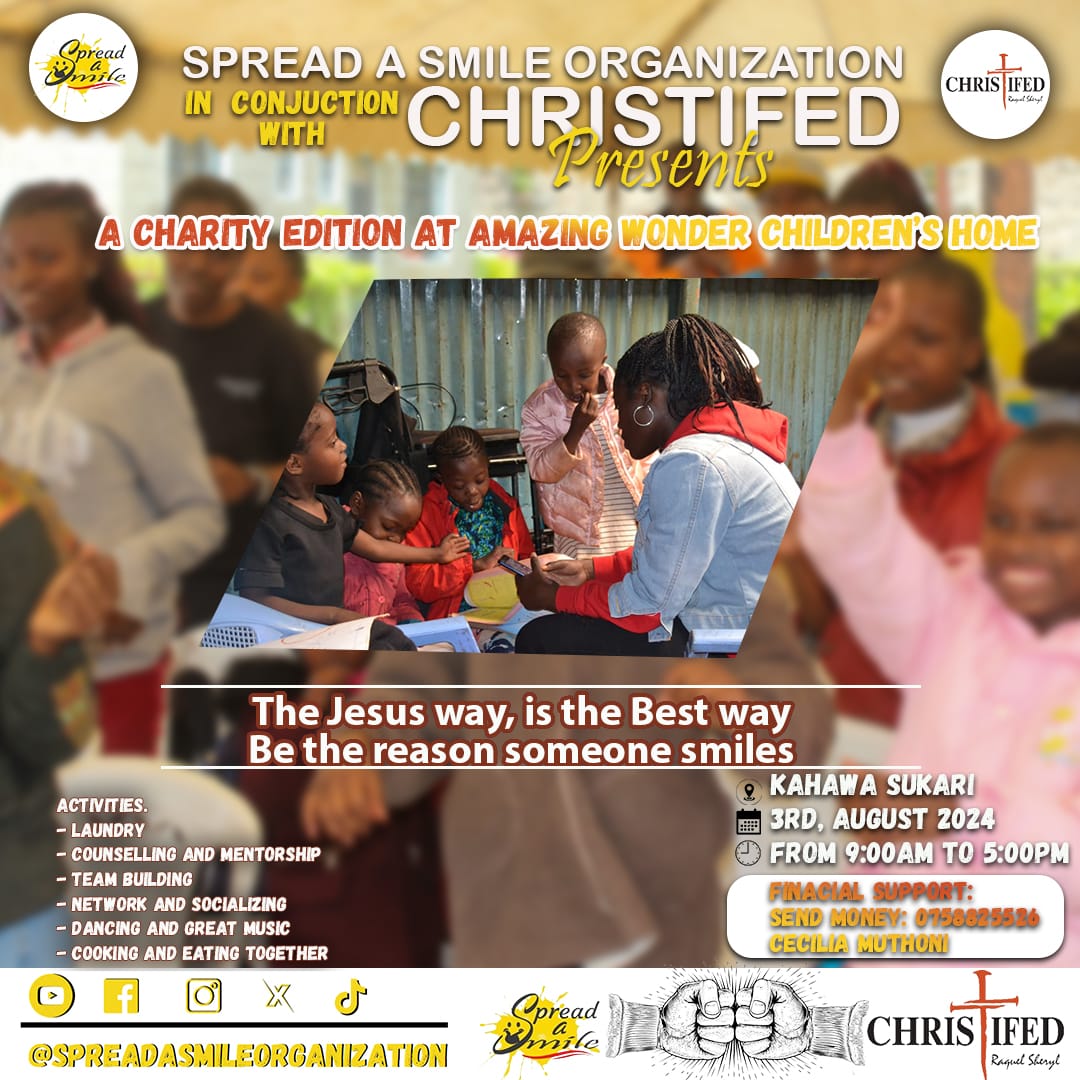 Spread
a
Smile
SPREAD A SMILE ORGANIZATION
IN CONJUCTION
WITH
CHRISTIFED
Presents
CHRISTIFED
Raquel Sheryl
A CHARITY EDITION AT AMAZING WONDER CHILDREN'S HOME
The Jesus way, is the Best way
Be the reason someone smiles
ACTIVITIES.
- LAUNDRY
- COUNSELLING AND MENTORSHIP
- TEAM BUILDING
- NETWORK AND SOCIALIZING
- DANCING AND GREAT MUSIC
- COOKING AND EATING TOGETHER
KAHAWA SUKARI
3RD, AUGUST 2024
FROM 9:00AM TO 5:00PM
FINACIAL SUPPORT:
SEND MONEY: 0758825526
CECILIA MUTHONI
@SPREADASMILEORGANIZATION
Spread
a
Smile
CHRISTIFED
Raquel Sheryl